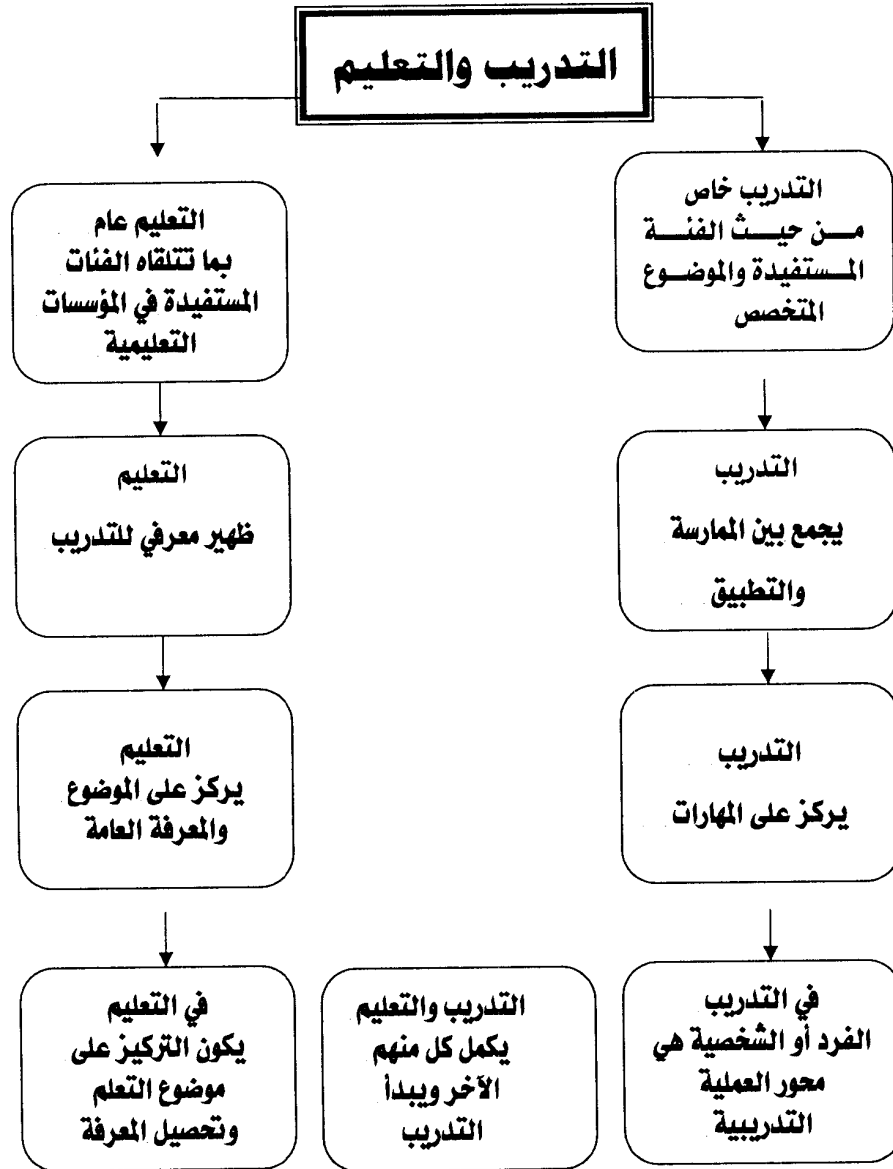 التدريب والتعليم
التدريب خاص
من حيث الفئة
المستفيدة والموضوع
المتخصص
التعليم عام
بما تتلقاه الفئات
المستفيدة في المؤسسات
التعليمية
التدريب
يجمع بين الممارسة
والتطبيق
التعليم
ظهير معرفي للتدريب
التدريب
يركز على المهارات
التعليم
يركز على الموضوع
والمعرفة العامة
في التدريب
الفرد أو الشخصية هي
محور العملية
التدريبية
التدريب والتعليم
يكمل كل منهم
الآخر ويبدأ
التدريب
في التعليم
يكون التركيز على
موضوع التعلم
وتحصيل المعرفة